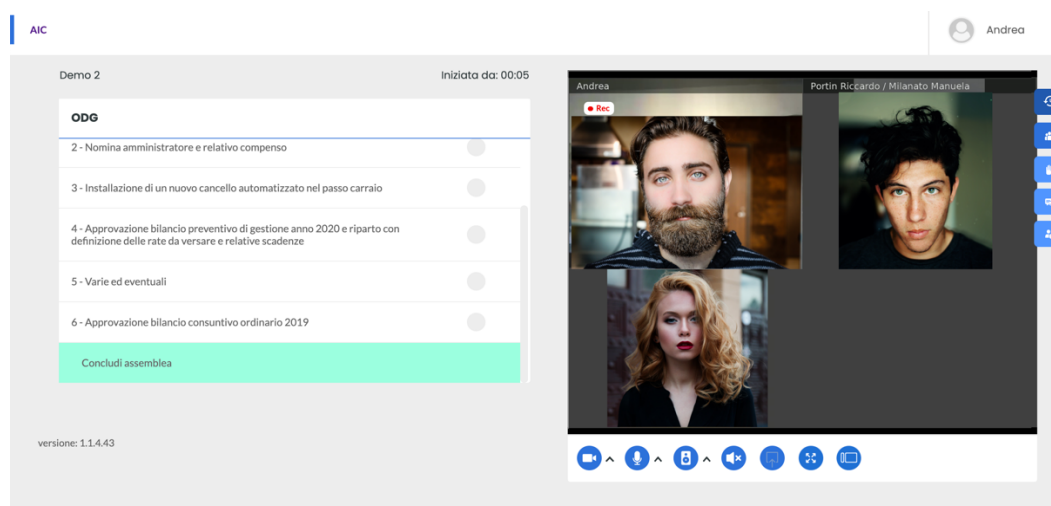 AIC
Andrea
Demo 2
Iniziata da: 00:05
ODG
2 - Nomina amministratore e relativo compenso
3 - Installazione di un nuovo cancello automatizzato nel passo carraio
4 - Approvazione bilancio preventivo di gestione anno 2020 e riparto con
definizione delle rate da versare e relative scadenze
5 - Varie ed eventuali
6 - Approvazione bilancio consuntivo ordinario 2019
Concludi assemblea
versione: 1.1.4.43
Andrea
Portin Riccardo / Milanato Manuela
Rec